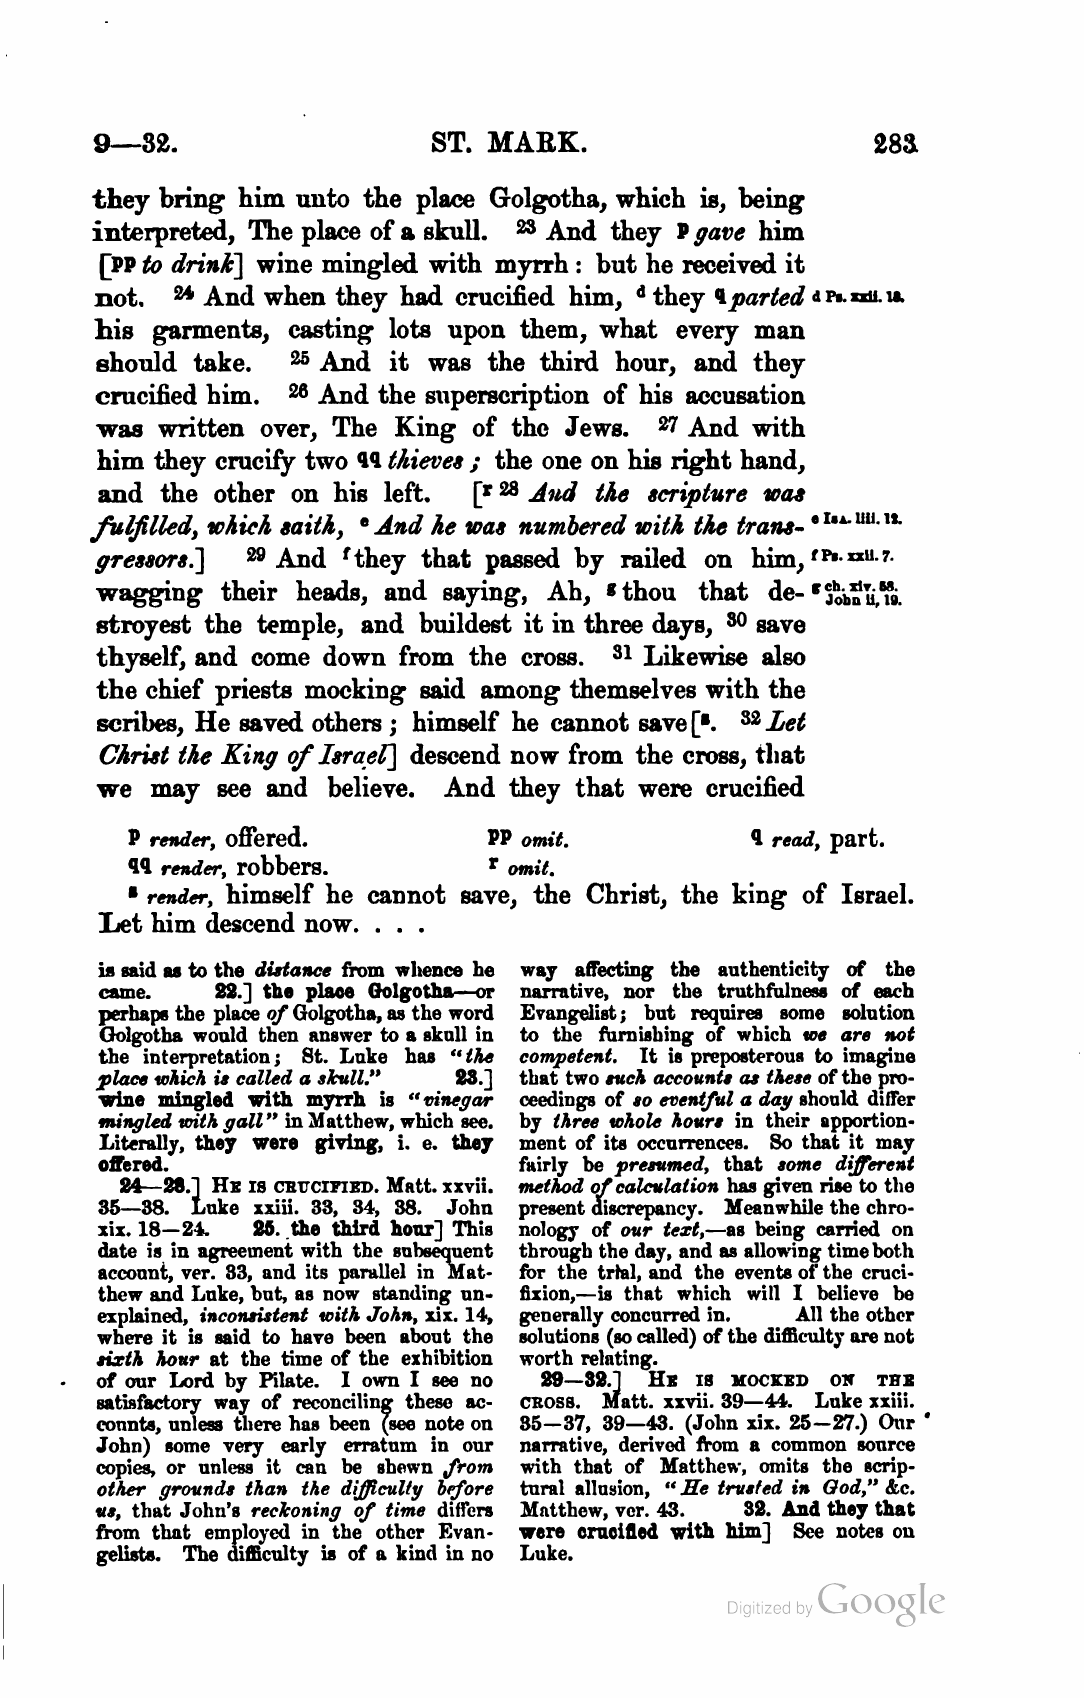 9—32. ST. MARK. 283
they bring him unto the place Golgotha, which is, being
interpreted, The place of a skull. 23 And they p gave him
[pp to drink] wine mingled with myrrh : but he received it
not. 24 And when they had crucified him, d they q parted d Ps. xxii. 18.
his garments, casting lots upon them, what every man
should take. 25 And it was the third hour, and they
crucified him. 26 And the superscription of his accusation
was written over, The King of the Jews. 27 And with
him they crucify two qq thieves ; the one on his right hand,
and the other on his left. [r 28 And the scripture was
fulfilled, which saith, e And he was numbered with the trans- e Isa. liii. 12.
gressors.] 29 And f they that passed by railed on him, f Ps. xxii. 7.
wagging their heads, and saying, Ah, g thou that de- g ch. xiv. 58. John ii. 19.
stroyest the temple, and buildest it in three days, 30 save
thyself, and come down from the cross. 31 Likewise also
the chief priests mocking said among themselves with the
scribes, He saved others ; himself he cannot save [s. 32 Let
Christ the King of Israel] descend now from the cross, that
we may see and believe. And they that were crucified
p render, offered. pp omit. q read, part.
qq render, robbers. r omit.
s render, himself he cannot save, the Christ, the king of Israel.
Let him descend now. . . .
is said as to the distance from whence he
came. 22.] the place Golgotha—or
perhaps the place of Golgotha, as the word
Golgotha would then answer to a skull in
the interpretation; St. Luke has "the
place which is called a skull." 23.]
wine mingled with myrrh is "vinegar
mingled with gall" in Matthew, which see.
Literally, they were giving, i. e. they
offered.
24—28.] HE IS CRUCIFIED. Matt. xxvii.
35—38. Luke xxiii. 33, 34, 38. John
xix. 18—24. 25. the third hour] This
date is in agreement with the subsequent
account, ver. 33, and its parallel in Mat-
thew and Luke, but, as now standing un-
explained, inconsistent with John, xix. 14,
where it is said to have been about the
sixth hour at the time of the exhibition
of our Lord by Pilate. I own I see no
satisfactory way of reconciling these ac-
counts, unless there has been (see note on
John) some very early erratum in our
copies, or unless it can be shewn from
other grounds than the difficulty before
us, that John's reckoning of time differs
from that employed in the other Evan-
gelists. The difficulty is of a kind in no
way affecting the authenticity of the
narrative, nor the truthfulness of each
Evangelist; but requires some solution
to the furnishing of which we are not
competent. It is preposterous to imagine
that two such accounts as these of the pro-
ceedings of so eventful a day should differ
by three whole hours in their apportion-
ment of its occurrences. So that it may
fairly be presumed, that some different
method of calculation has given rise to the
present discrepancy. Meanwhile the chro-
nology of our text,—as being carried on
through the day, and as allowing time both
for the trial, and the events of the cruci-
fixion,—is that which will I believe be
generally concurred in. All the other
solutions (so called) of the difficulty are not
worth relating.
29—32.] HE IS MOCKED ON THE
CROSS. Matt. xxvii. 39—44. Luke xxiii.
35—37, 39—43. (John xix. 25—27.) Our
narrative, derived from a common source
with that of Matthew, omits the scrip-
tural allusion, "He trusted in God," &c.
Matthew, ver. 43. 32. And they that
were crucified with him] See notes on
Luke.
Digitized by Google